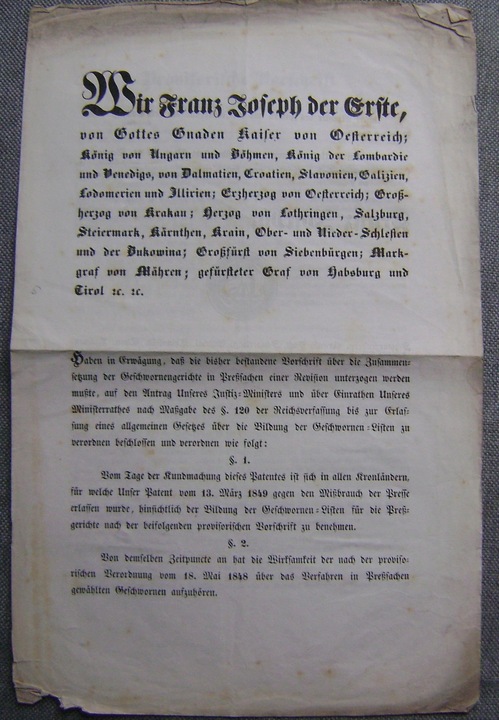 Wir Franz Joseph der Erste,
von Gottes Gnaden Kaiser von Oesterreich;
König von Ungarn und Böhmen, König der Lombardie
und Venedigs, von Dalmatien, Croatien, Slavonien, Galizien,
Lodomerien und Illirien; Erzherzog von Oesterreich; Groß-
herzog von Krakau; Herzog von Lothringen, Salzburg,
Steiermark, Kärnthen, Krain, Ober- und Nieder-Schlesien
und der Bukowina; Großfürst von Siebenbürgen; Mark-
graf von Mähren; gefürsteter Graf von Habsburg und
Tirol ꝛc. ꝛc.
Haben in Erwägung, daß die bisher bestandene Vorschrift über die Zusammen-
setzung der Geschwornengerichte in Preßsachen einer Revision unterzogen werden
mußte, auf den Antrag Unseres Justiz-Ministers und über Einrathen Unseres
Ministerrathes nach Maßgabe des §. 120 der Reichsverfassung bis zur Erlas-
sung eines allgemeinen Gesetzes über die Bildung der Geschwornen-Listen zu
verordnen beschlossen und verordnen wie folgt:
§. 1.
Vom Tage der Kundmachung dieses Patentes ist sich in allen Kronländern,
für welche Unser Patent vom 13. März 1849 gegen den Mißbrauch der Presse
erlassen wurde, hinsichtlich der Bildung der Geschwornen-Listen für die Preß-
gerichte nach der beifolgenden provisorischen Vorschrift zu benehmen.
§. 2.
Von demselben Zeitpuncte an hat die Wirksamkeit der nach der proviso-
rischen Verordnung vom 18. Mai 1848 über das Verfahren in Preßsachen
gewählten Geschwornen aufzuhören.